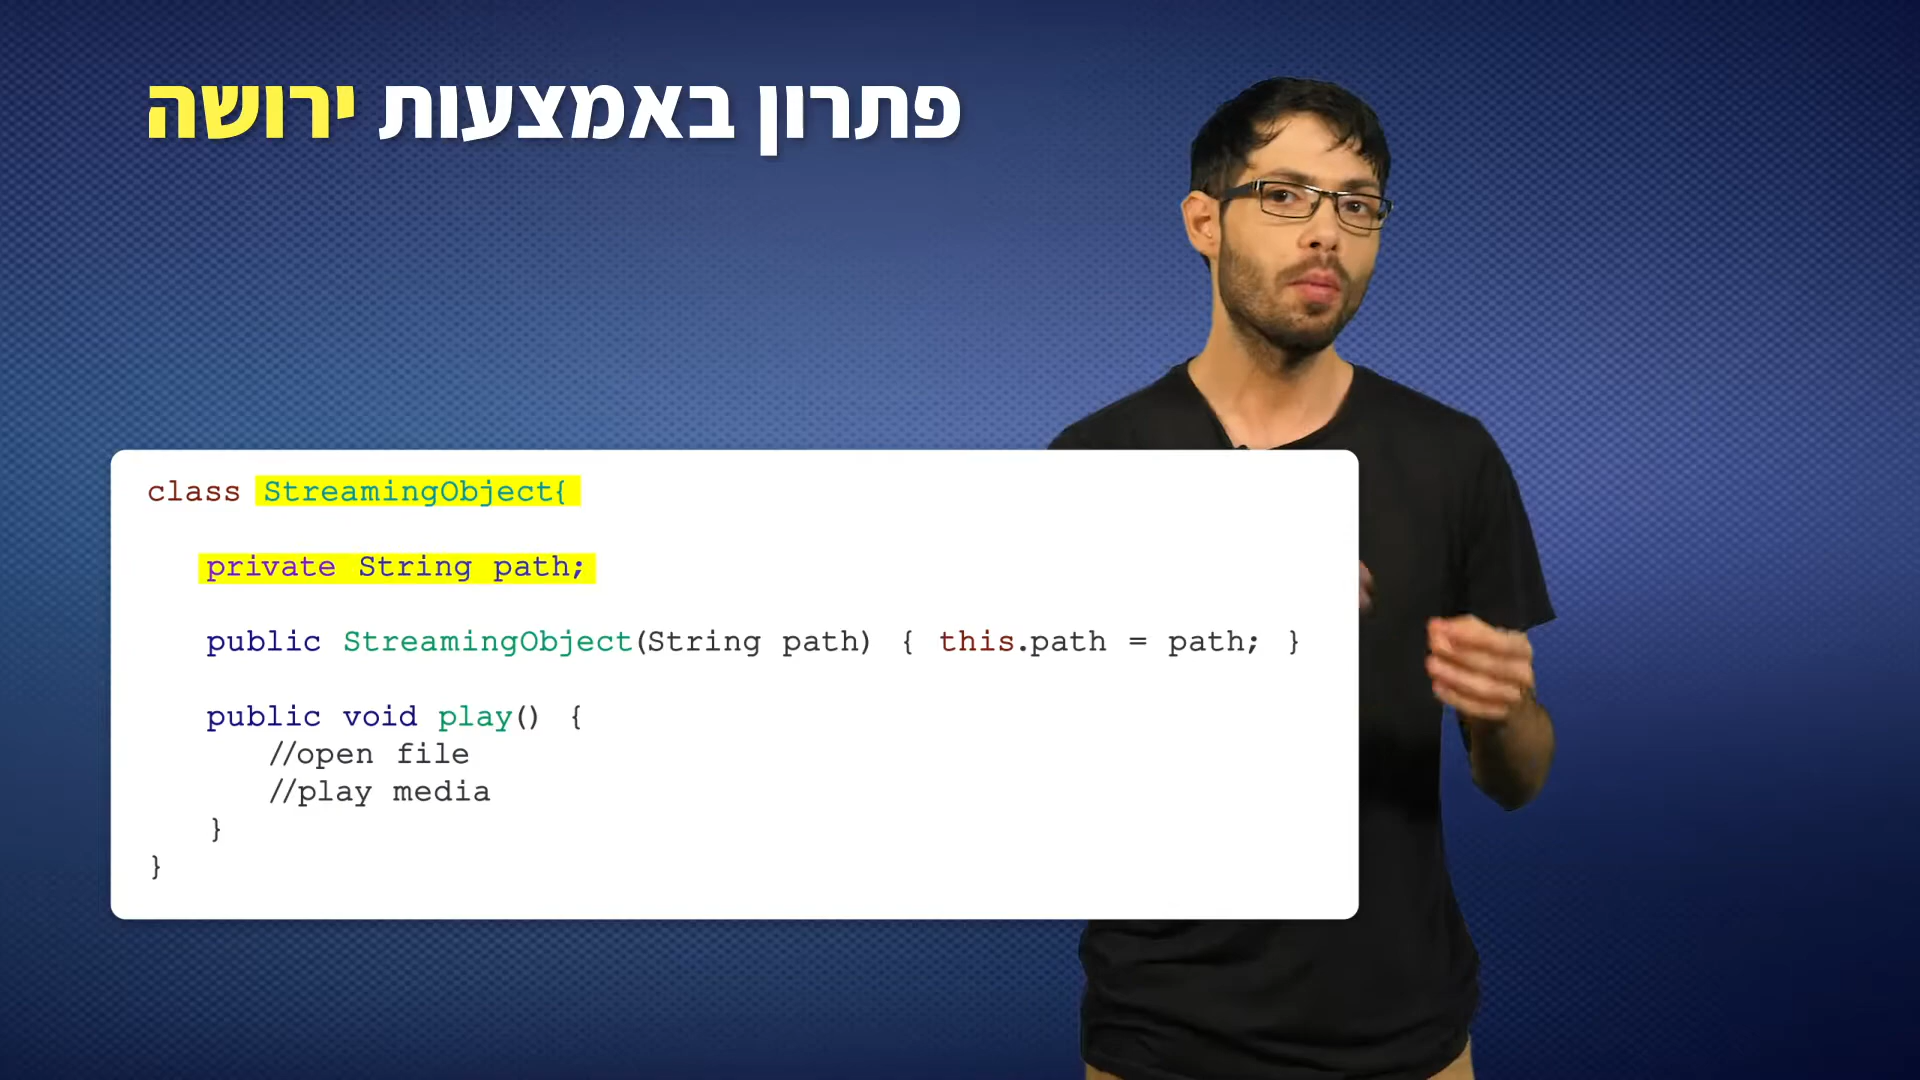 פתרון באמצעות ירושה
class StreamingObject{
private String path;
public StreamingObject(String path) { this.path = path; }
public void play() {
//open file
//play media
}
}